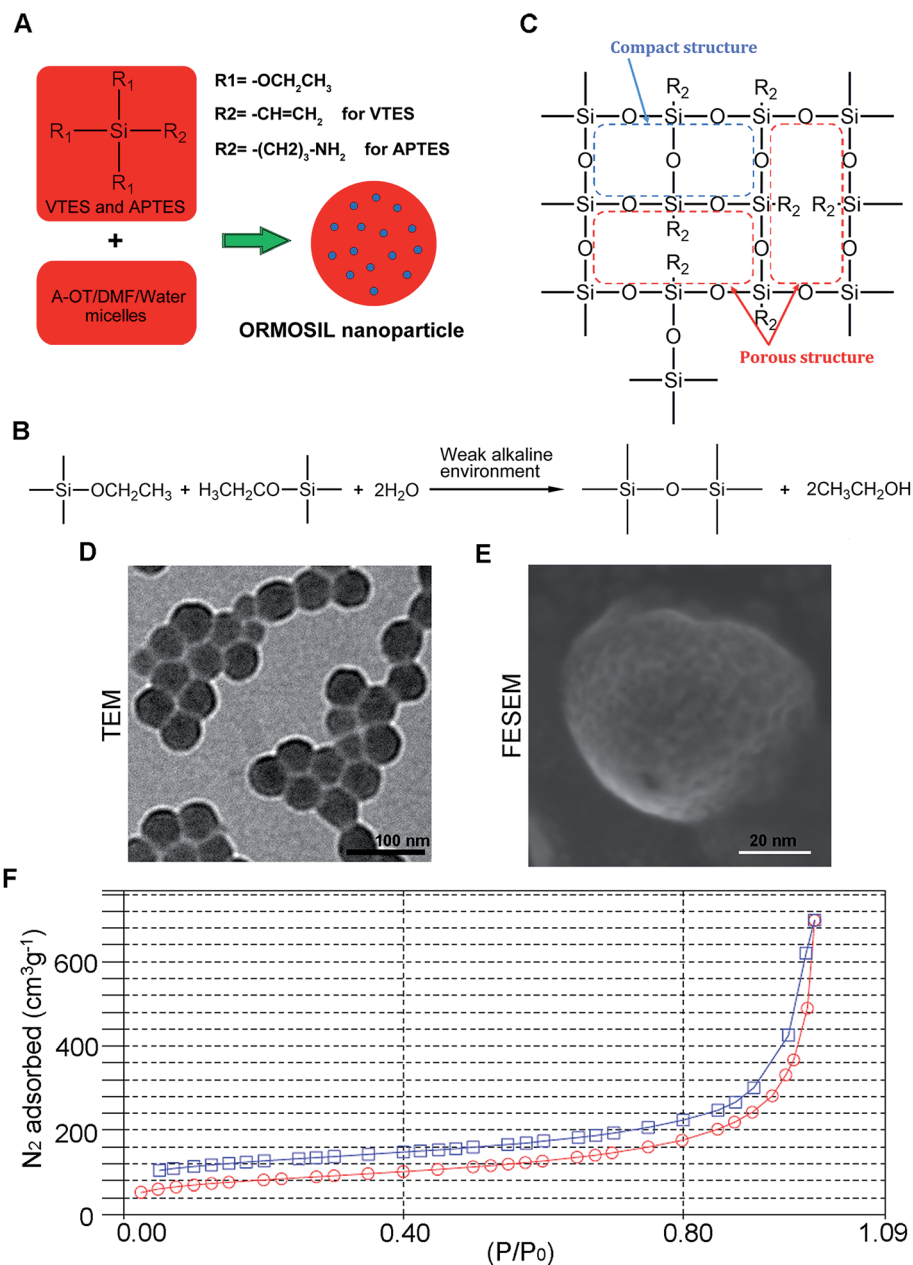 A
R1
R1
Si
R2
R1
VTES and APTES
+
A-OT/DMF/Water
micelles
R1= -OCH2CH3
R2= -CH=CH2 for VTES
R2= -(CH2)3-NH2 for APTES
ORMOSIL nanoparticle
C
Compact structure
R2 R2
Si O Si O Si O Si
O O O O
Si O Si O Si R2 R2 Si
R2
O R2 O O
Si O Si O Si O Si
R2
O
Porous structure
Si
B
Si OCH2CH3 + H3CH2CO Si + 2H2O
Weak alkaline
environment
Si O Si + 2CH3CH2OH
D
TEM
100 nm
E
FESEM
20 nm
F
N2 adsorbed (cm3g-1)
600
400
200
0
0.00 0.40 0.80 1.09
(P/P0)